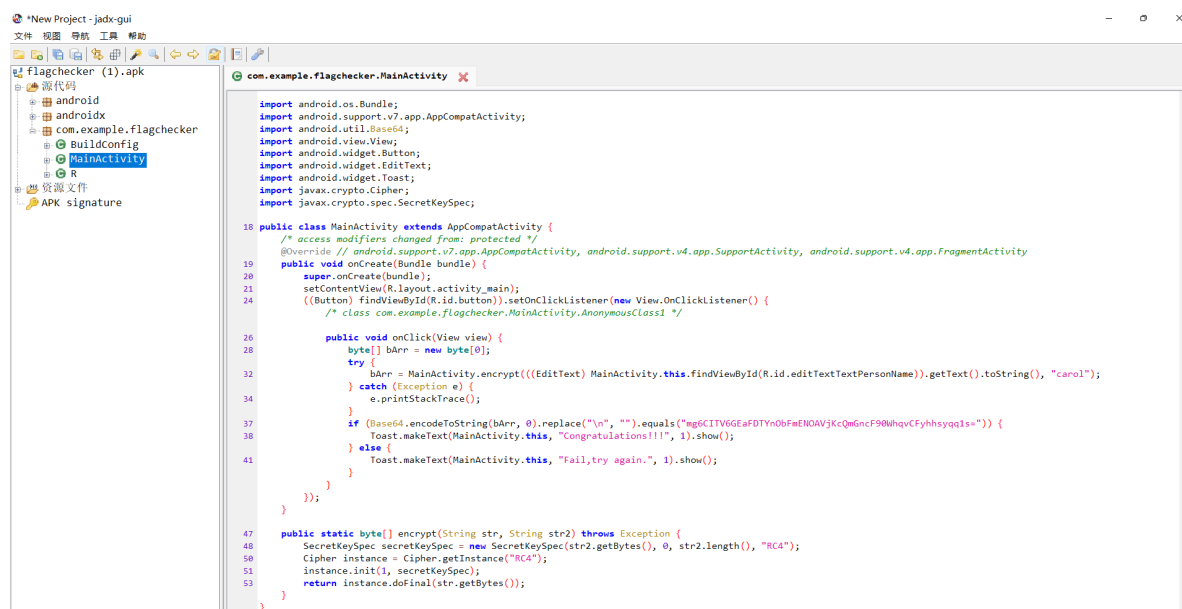 *New Project - jadx-gui
文件 视图 导航 工具 帮助
flagchecker (1).apk
源代码
android
androidx
com.example.flagchecker
BuildConfig
MainActivity
R
资源文件
APK signature
com.example.flagchecker.MainActivity
import android.os.Bundle;
import android.support.v7.app.AppCompatActivity;
import android.util.Base64;
import android.view.View;
import android.widget.Button;
import android.widget.EditText;
import android.widget.Toast;
import javax.crypto.Cipher;
import javax.crypto.spec.SecretKeySpec;
18 public class MainActivity extends AppCompatActivity {
/* access modifiers changed from: protected */
@Override // android.support.v7.app.AppCompatActivity, android.support.v4.app.SupportActivity, android.support.v4.app.FragmentActivity
19 public void onCreate(Bundle bundle) {
20 super.onCreate(bundle);
21 setContentView(R.layout.activity_main);
24 ((Button) findViewById(R.id.button)).setOnClickListener(new View.OnClickListener() {
/* class com.example.flagchecker.MainActivity.AnonymousClass1 */
26 public void onClick(View view) {
28 byte[] bArr = new byte[0];
try {
32 bArr = MainActivity.encrypt(((EditText) MainActivity.this.findViewById(R.id.editTextTextPersonName)).getText().toString(), "carol");
} catch (Exception e) {
34 e.printStackTrace();
}
37 if (Base64.encodeToString(bArr, 0).replace("\n", "").equals("mg6CITV6GEaFDTYnObFmENOAVjKcQmGncF90WhqvCFyhhsyqq1s=")) {
38 Toast.makeText(MainActivity.this, "Congratulations!!!", 1).show();
} else {
41 Toast.makeText(MainActivity.this, "Fail,try again.", 1).show();
}
}
});
}
47 public static byte[] encrypt(String str, String str2) throws Exception {
48 SecretKeySpec secretKeySpec = new SecretKeySpec(str2.getBytes(), 0, str2.length(), "RC4");
50 Cipher instance = Cipher.getInstance("RC4");
51 instance.init(1, secretKeySpec);
53 return instance.doFinal(str.getBytes());
}
}